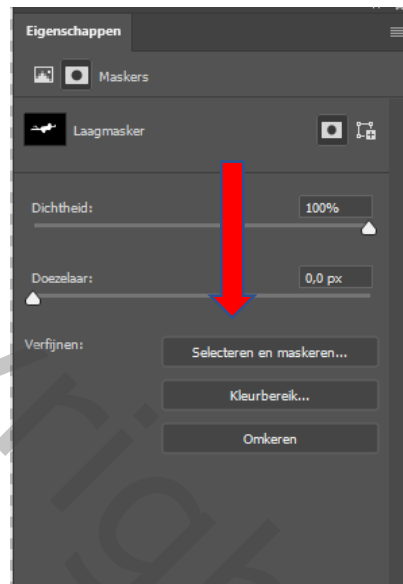 Eigenschappen
Maskers
Laagmasker
Dichtheid: 100%
Doezelaar: 0,0 px
Verfijnen: Selecteren en maskeren...
Kleurbereik...
Omkeren